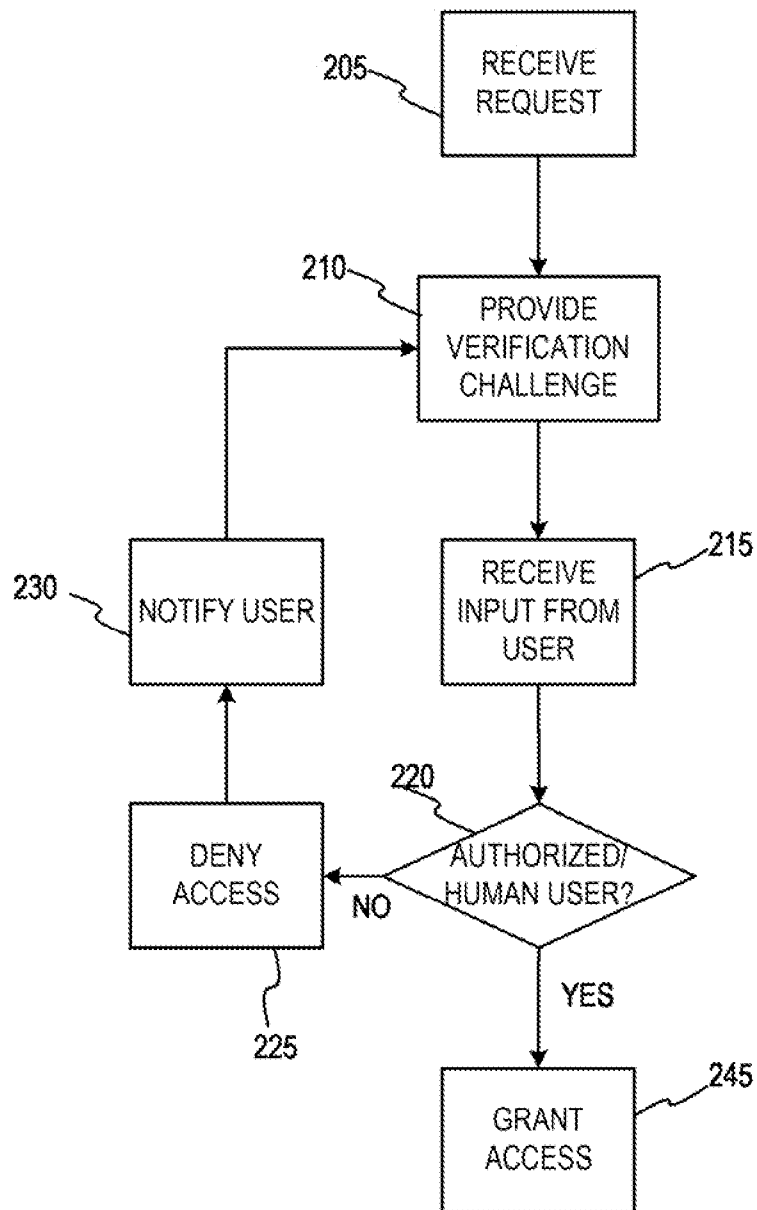 205
RECEIVE
REQUEST
210
PROVIDE
VERIFICATION
CHALLENGE
215
RECEIVE
INPUT FROM
USER
230
NOTIFY USER
220
AUTHORIZED/
HUMAN USER?
DENY
ACCESS
NO
225
YES
245
GRANT
ACCESS